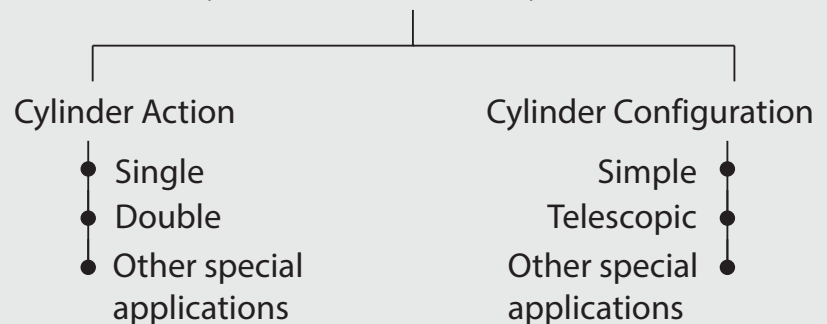 Cylinder Action
Single
Double
Other special
applications
Cylinder Configuration
Simple
Telescopic
Other special
applications